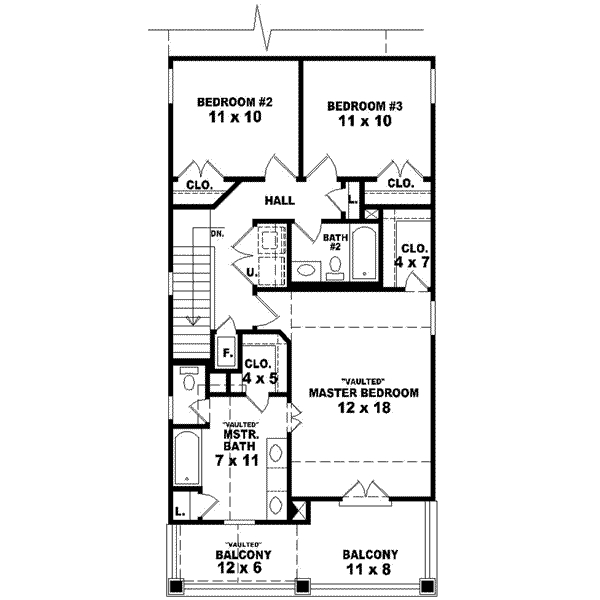 BEDROOM #2
11 x 10
BEDROOM #3
11 x 10
CLO.
CLO.
HALL
L.
DN.
BATH
#2
CLO.
4 x 7
U.
F.
CLO.
4 x 5
"VAULTED"
MASTER BEDROOM
12 x 18
"VAULTED"
MSTR.
BATH
7 x 11
L.
"VAULTED"
BALCONY
12 x 6
BALCONY
11 x 8